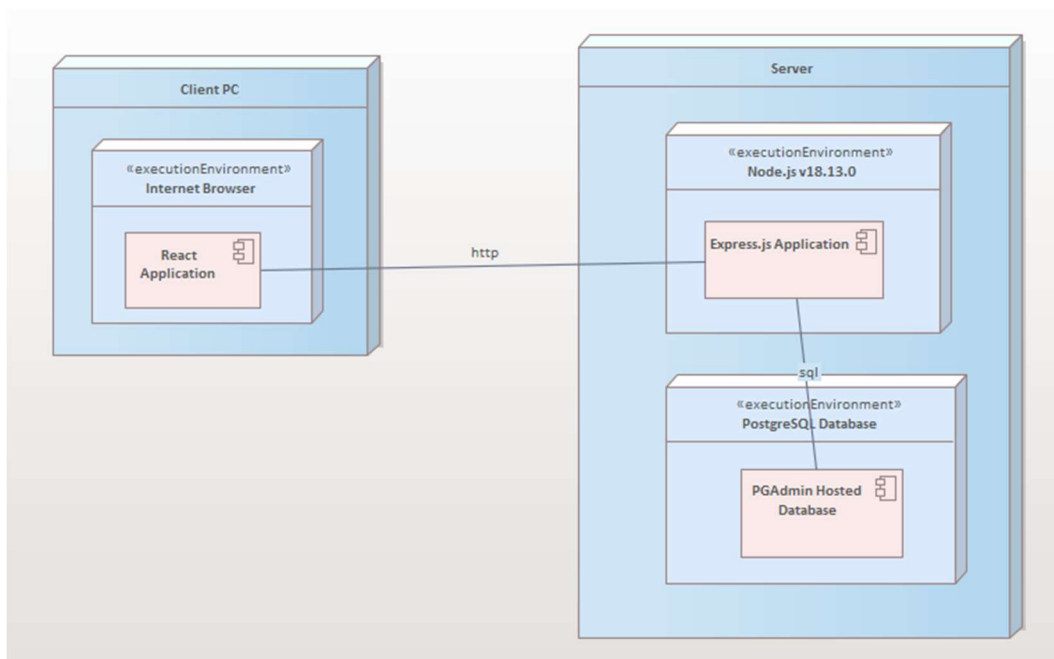 Client PC
«executionEnvironment»
Internet Browser
React
Application
http
Server
«executionEnvironment»
Node.js v18.13.0
Express.js Application
sql
«executionEnvironment»
PostgreSQL Database
PGAdmin Hosted
Database